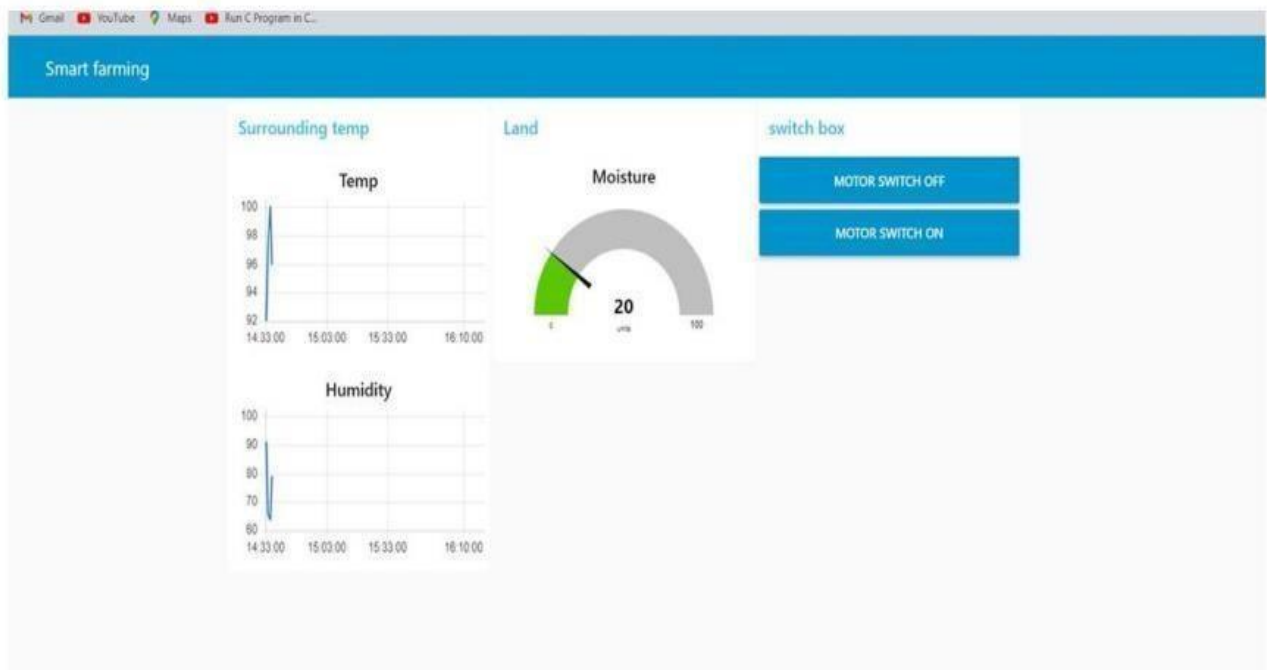 Gmail YouTube Maps Run C Program in C...
Smart farming
Surrounding temp
Temp
100
98
96
94
92
14:33:00 15:03:00 15:33:00 16:10:00
Humidity
100
90
80
70
60
14:33:00 15:03:00 15:33:00 16:10:00
Land
Moisture
20
units
0 100
switch box
MOTOR SWITCH OFF
MOTOR SWITCH ON